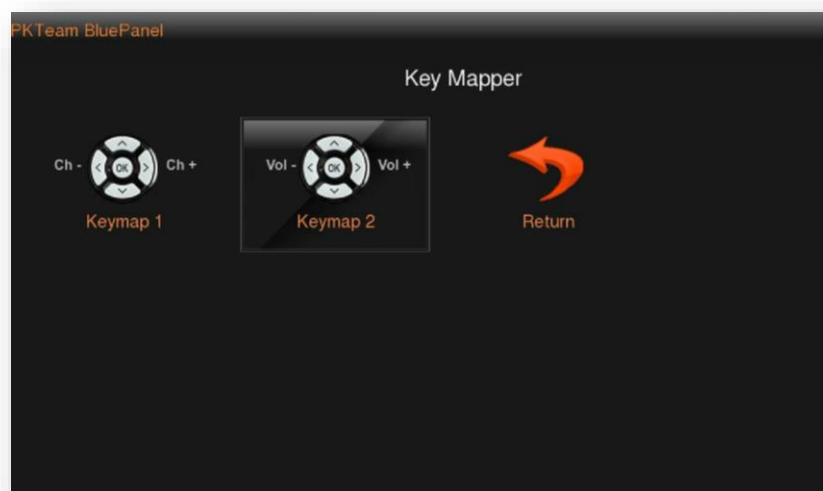 PKTeam BluePanel
Key Mapper
Ch - OK Ch +
Vol - OK Vol +
Keymap 1
Keymap 2
Return